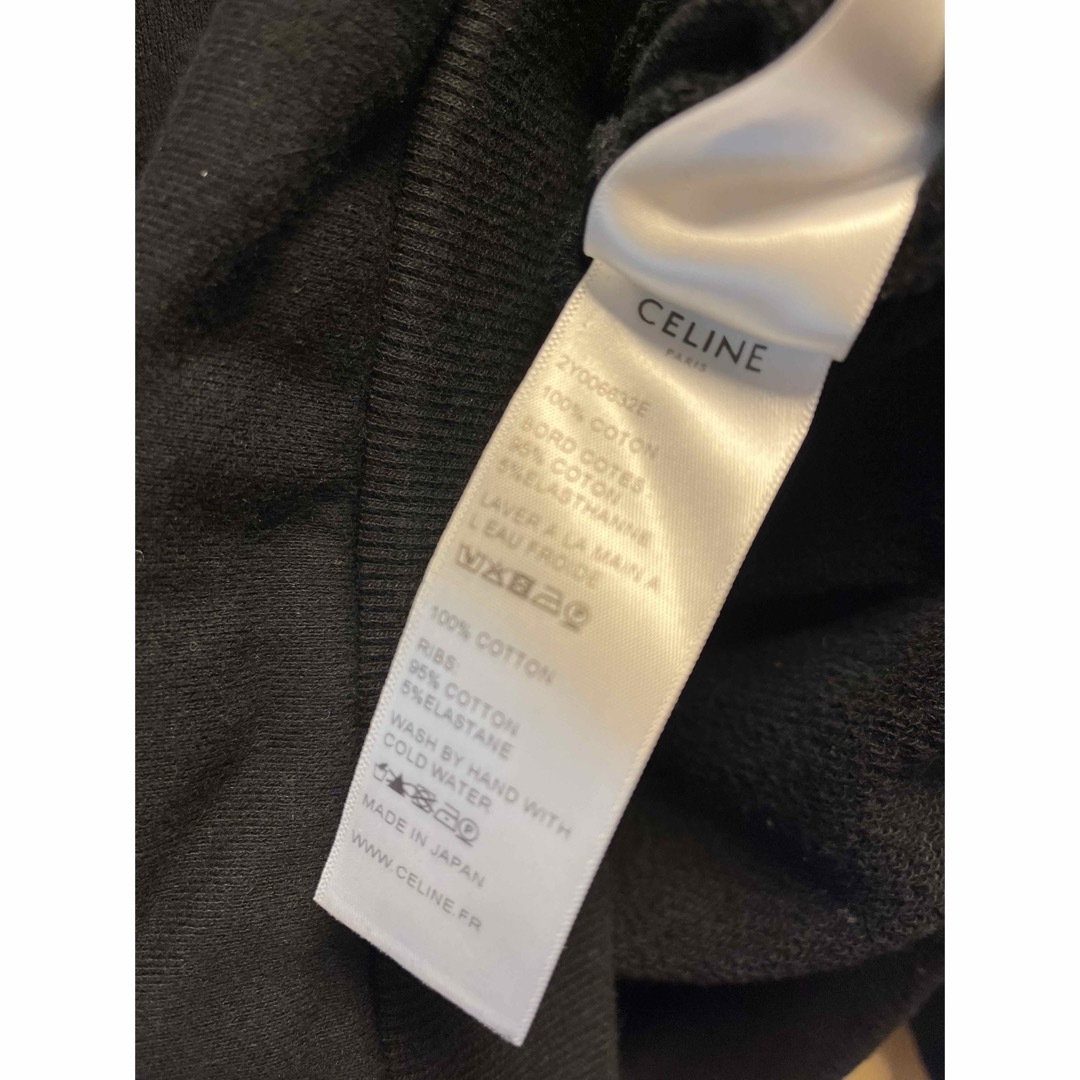 CELINE
PARIS
2Y006632E
100% COTON
BORD COTES:
95% COTON
5%ELASTHANNE
LAVER A LA MAIN A
L EAU FROIDE
100% COTTON
RIBS:
95% COTTON
5%ELASTANE
WASH BY HAND WITH
COLD WATER
MADE IN JAPAN
WWW.CELINE.FR